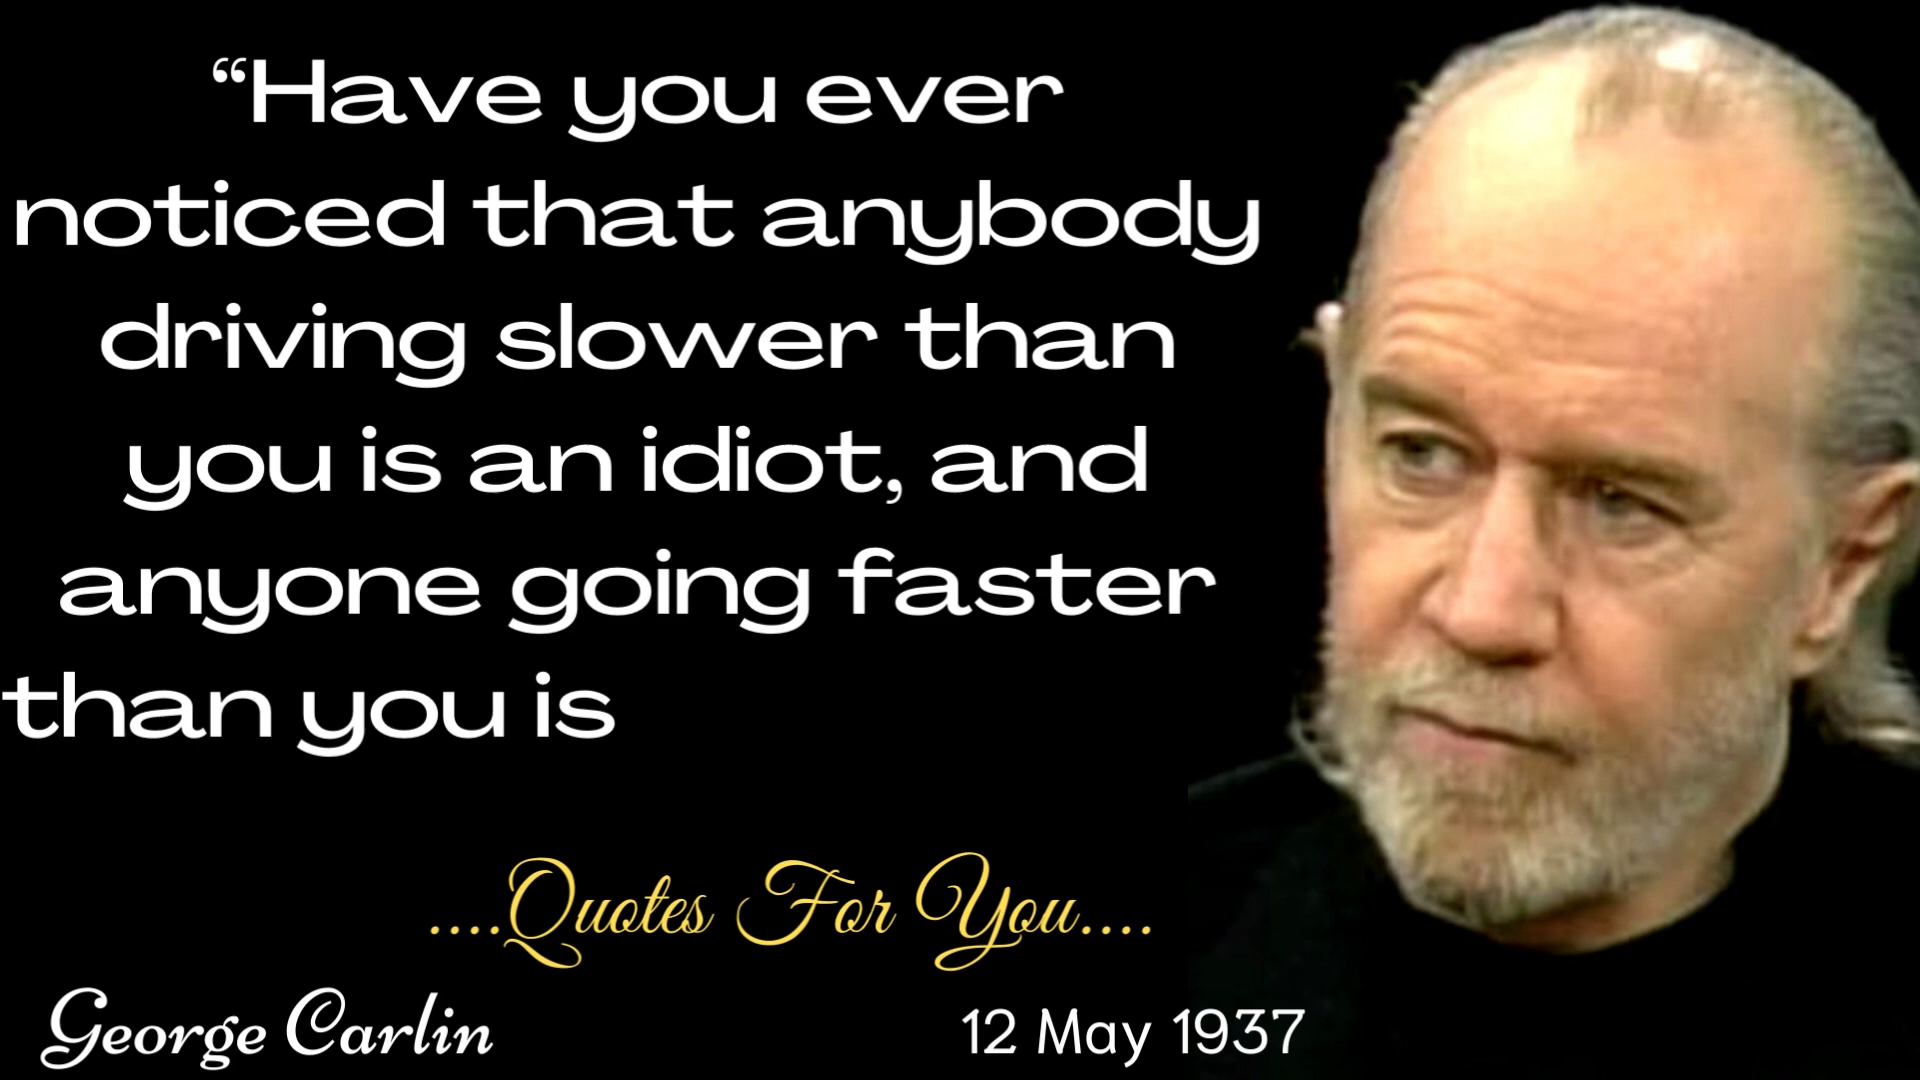 “Have you ever
noticed that anybody
driving slower than
you is an idiot, and
anyone going faster
than you is
....Quotes For You....
George Carlin
12 May 1937